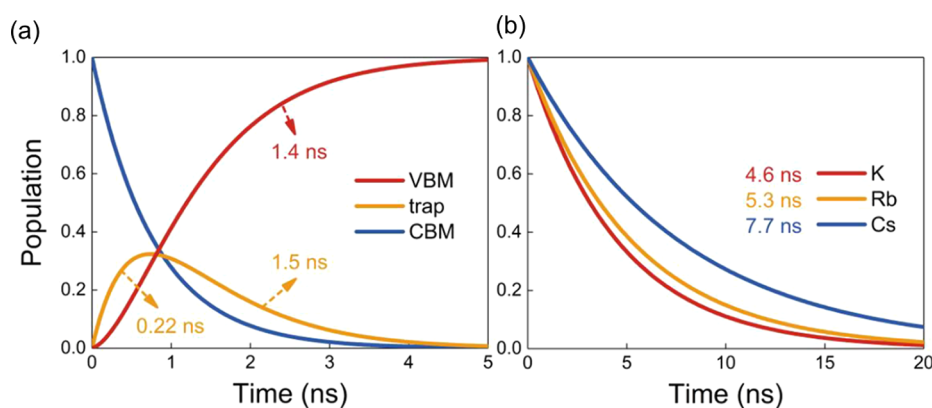 (a)
Population
1.0
0.8
0.6
0.4
0.2
0.0
0
1
2
3
4
5
Time (ns)
1.4 ns
VBM
trap
CBM
1.5 ns
0.22 ns
(b)
1.0
0.8
0.6
0.4
0.2
0.0
0
5
10
15
20
Time (ns)
4.6 ns K
5.3 ns Rb
7.7 ns Cs